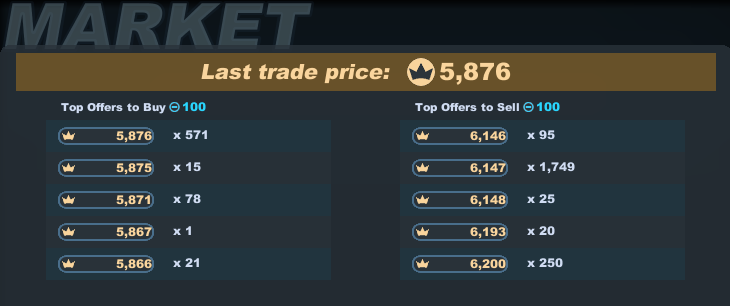 MARKET
Last trade price: 5,876
Top Offers to Buy 100
5,876 x 571
5,875 x 15
5,871 x 78
5,867 x 1
5,866 x 21
Top Offers to Sell 100
6,146 x 95
6,147 x 1,749
6,148 x 25
6,193 x 20
6,200 x 250